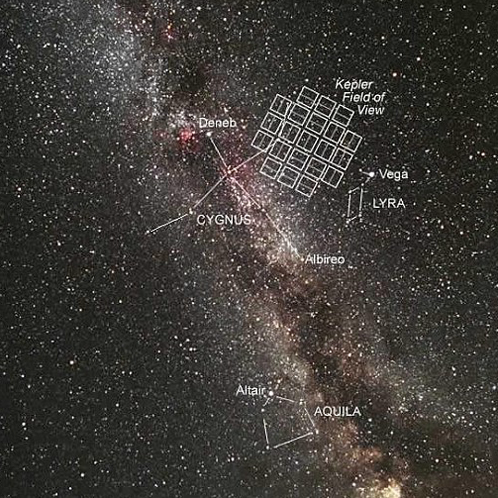 Kepler
Field of
View
Deneb
Vega
LYRA
CYGNUS
Albireo
Altair
AQUILA